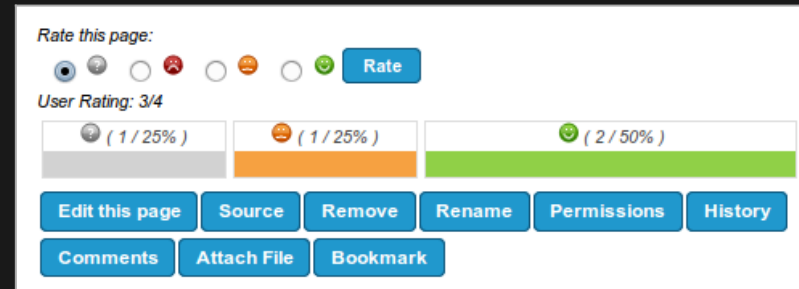 Rate this page:
? Rate
User Rating: 3/4
? ( 1 / 25% ) ( 1 / 25% ) ( 2 / 50% )
Edit this page Source Remove Rename Permissions History
Comments Attach File Bookmark